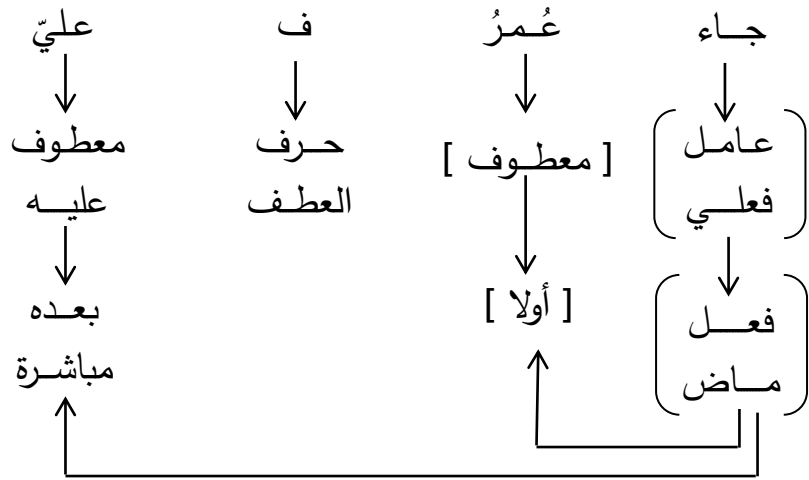 جاء عُمرُ ف عليّ
عامل [ معطوف ] حرف معطوف
فعلي العطف عليه
فعل [ أولا ] بعده
ماض مباشرة